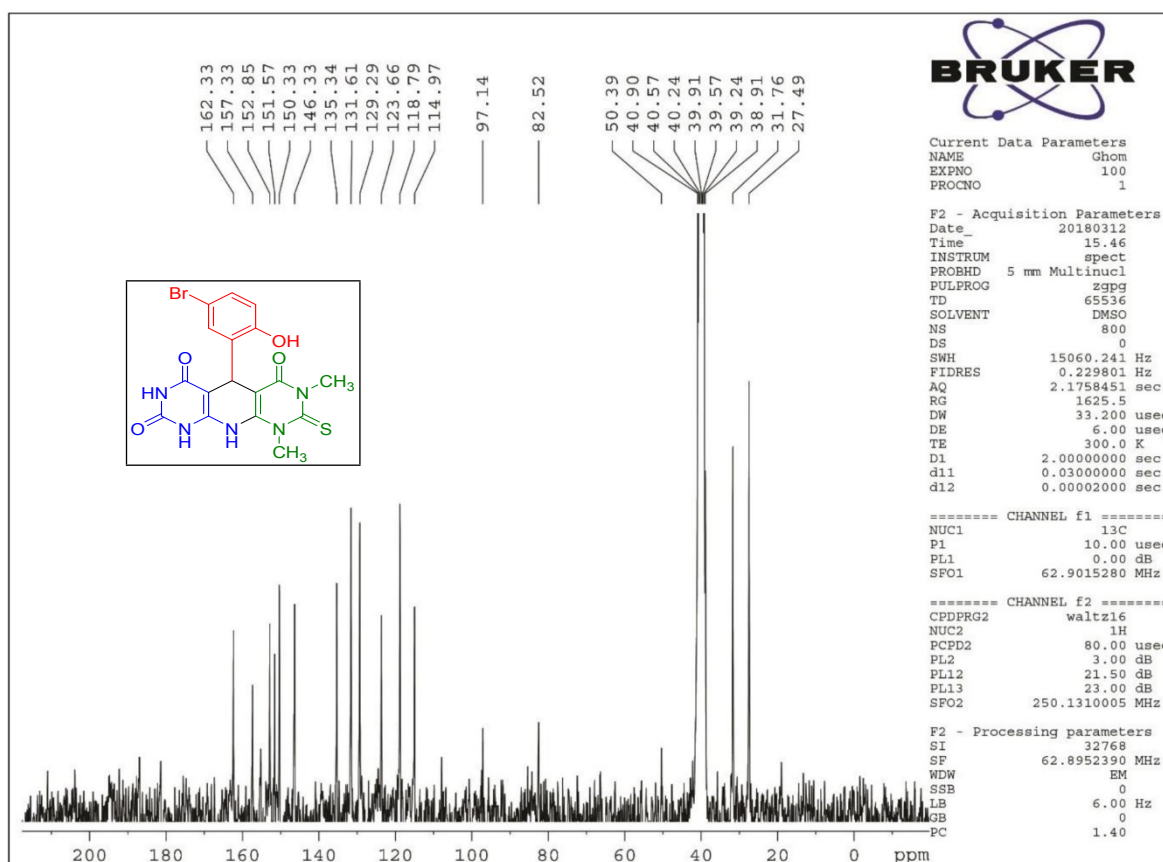 162.33
157.33
152.85
151.57
150.33
146.33
135.34
131.61
129.29
123.66
118.79
114.97
97.14
82.52
50.39
40.90
40.57
40.24
39.91
39.57
39.24
38.91
31.76
27.49
BRUKER
Current Data Parameters
NAME Ghom
EXPNO 100
PROCNO 1
F2 - Acquisition Parameters
Date_ 20180312
Time 15.46
INSTRUM spect
PROBHD 5 mm Multinucl
PULPROG zgpg
TD 65536
SOLVENT DMSO
NS 800
DS 0
SWH 15060.241 Hz
FIDRES 0.229801 Hz
AQ 2.1758451 sec
RG 1625.5
DW 33.200 usec
DE 6.00 usec
TE 300.0 K
D1 2.00000000 sec
d11 0.03000000 sec
d12 0.00002000 sec
======== CHANNEL f1 ========
NUC1 13C
P1 10.00 usec
PL1 0.00 dB
SFO1 62.9015280 MHz
======== CHANNEL f2 ========
CPDPRG2 waltz16
NUC2 1H
PCPD2 80.00 usec
PL2 3.00 dB
PL12 21.50 dB
PL13 23.00 dB
SFO2 250.1310005 MHz
F2 - Processing parameters
SI 32768
SF 62.8952390 MHz
WDW EM
SSB 0
LB 6.00 Hz
GB 0
PC 1.40
Br
OH
O O
HN N CH3
O N N N S
H H CH3
200 180 160 140 120 100 80 60 40 20 0 ppm